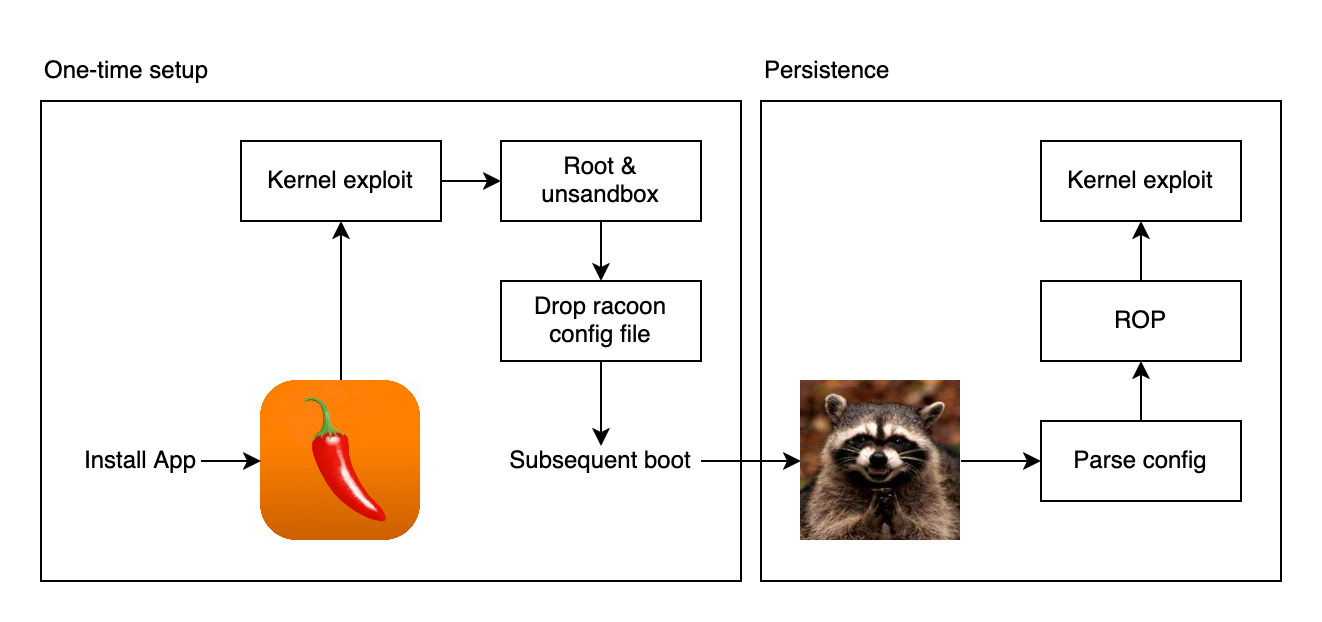 One-time setup
Kernel exploit
Root &
unsandbox
Drop racoon
config file
Install App
Subsequent boot
Persistence
Kernel exploit
ROP
Parse config